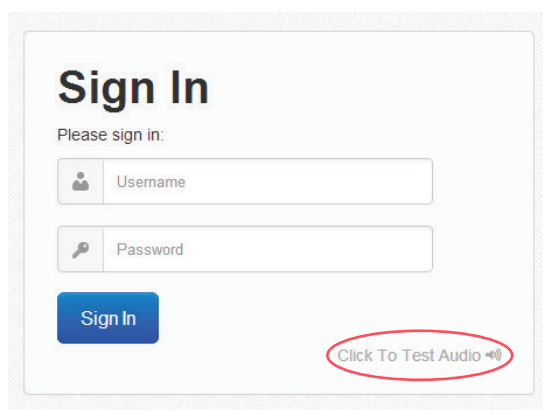 Sign In
Please sign in:
Username
Password
Sign In
Click To Test Audio